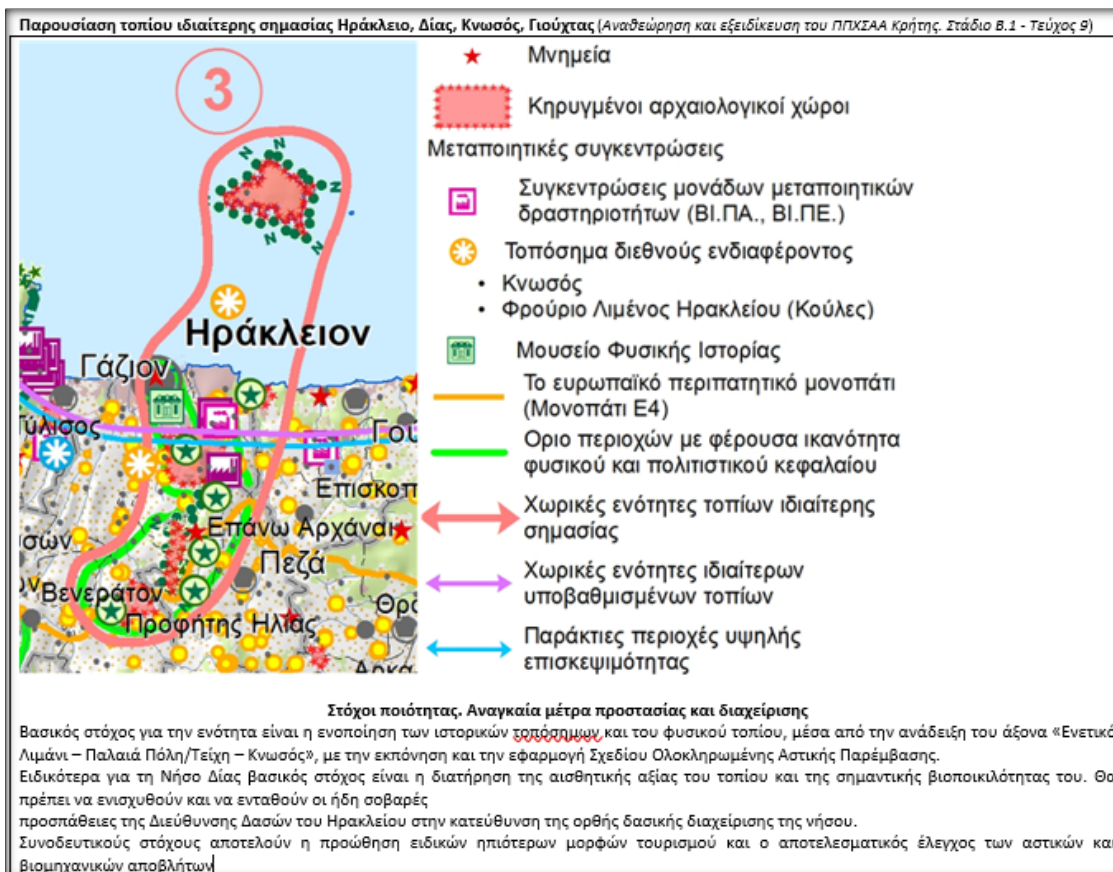 Παρουσίαση τοπίου ιδιαίτερης σημασίας Ηράκλειο, Δίας, Κνωσός, Γιούχτας (Αναθεώρηση και εξειδίκευση του ΠΠΧΣΑΑ Κρήτης. Στάδιο Β.1 - Τεύχος 9)
3
Ηράκλειον
Γάζιον
Τύλισος
Γού
Επισκοπ
Επάνω Αρχάναι
σών
Πεζά
ον
Βενεράτον
Θρα
Προφήτης Ηλίας
Αρκα
Μνημεία
Κηρυγμένοι αρχαιολογικοί χώροι
Μεταποιητικές συγκεντρώσεις
Συγκεντρώσεις μονάδων μεταποιητικών
δραστηριοτήτων (ΒΙ.ΠΑ., ΒΙ.ΠΕ.)
Τοπόσημα διεθνούς ενδιαφέροντος
• Κνωσός
• Φρούριο Λιμένος Ηρακλείου (Κούλες)
Μουσείο Φυσικής Ιστορίας
Το ευρωπαϊκό περιπατητικό μονοπάτι
(Μονοπάτι Ε4)
Οριο περιοχών με φέρουσα ικανότητα
φυσικού και πολιτιστικού κεφαλαίου
Χωρικές ενότητες τοπίων ιδιαίτερης
σημασίας
Χωρικές ενότητες ιδιαίτερων
υποβαθμισμένων τοπίων
Παράκτιες περιοχές υψηλής
επισκεψιμότητας
Στόχοι ποιότητας. Αναγκαία μέτρα προστασίας και διαχείρισης
Βασικός στόχος για την ενότητα είναι η ενοποίηση των ιστορικών τοπόσημων και του φυσικού τοπίου, μέσα από την ανάδειξη του άξονα «Ενετικό
Λιμάνι – Παλαιά Πόλη/Τείχη – Κνωσός», με την εκπόνηση και την εφαρμογή Σχεδίου Ολοκληρωμένης Αστικής Παρέμβασης.
Ειδικότερα για τη Νήσο Δίας βασικός στόχος είναι η διατήρηση της αισθητικής αξίας του τοπίου και της σημαντικής βιοποικιλότητας του. Θα
πρέπει να ενισχυθούν και να ενταθούν οι ήδη σοβαρές
προσπάθειες της Διεύθυνσης Δασών του Ηρακλείου στην κατεύθυνση της ορθής δασικής διαχείρισης της νήσου.
Συνοδευτικούς στόχους αποτελούν η προώθηση ειδικών ηπιότερων μορφών τουρισμού και ο αποτελεσματικός έλεγχος των αστικών και
βιομηχανικών αποβλήτων